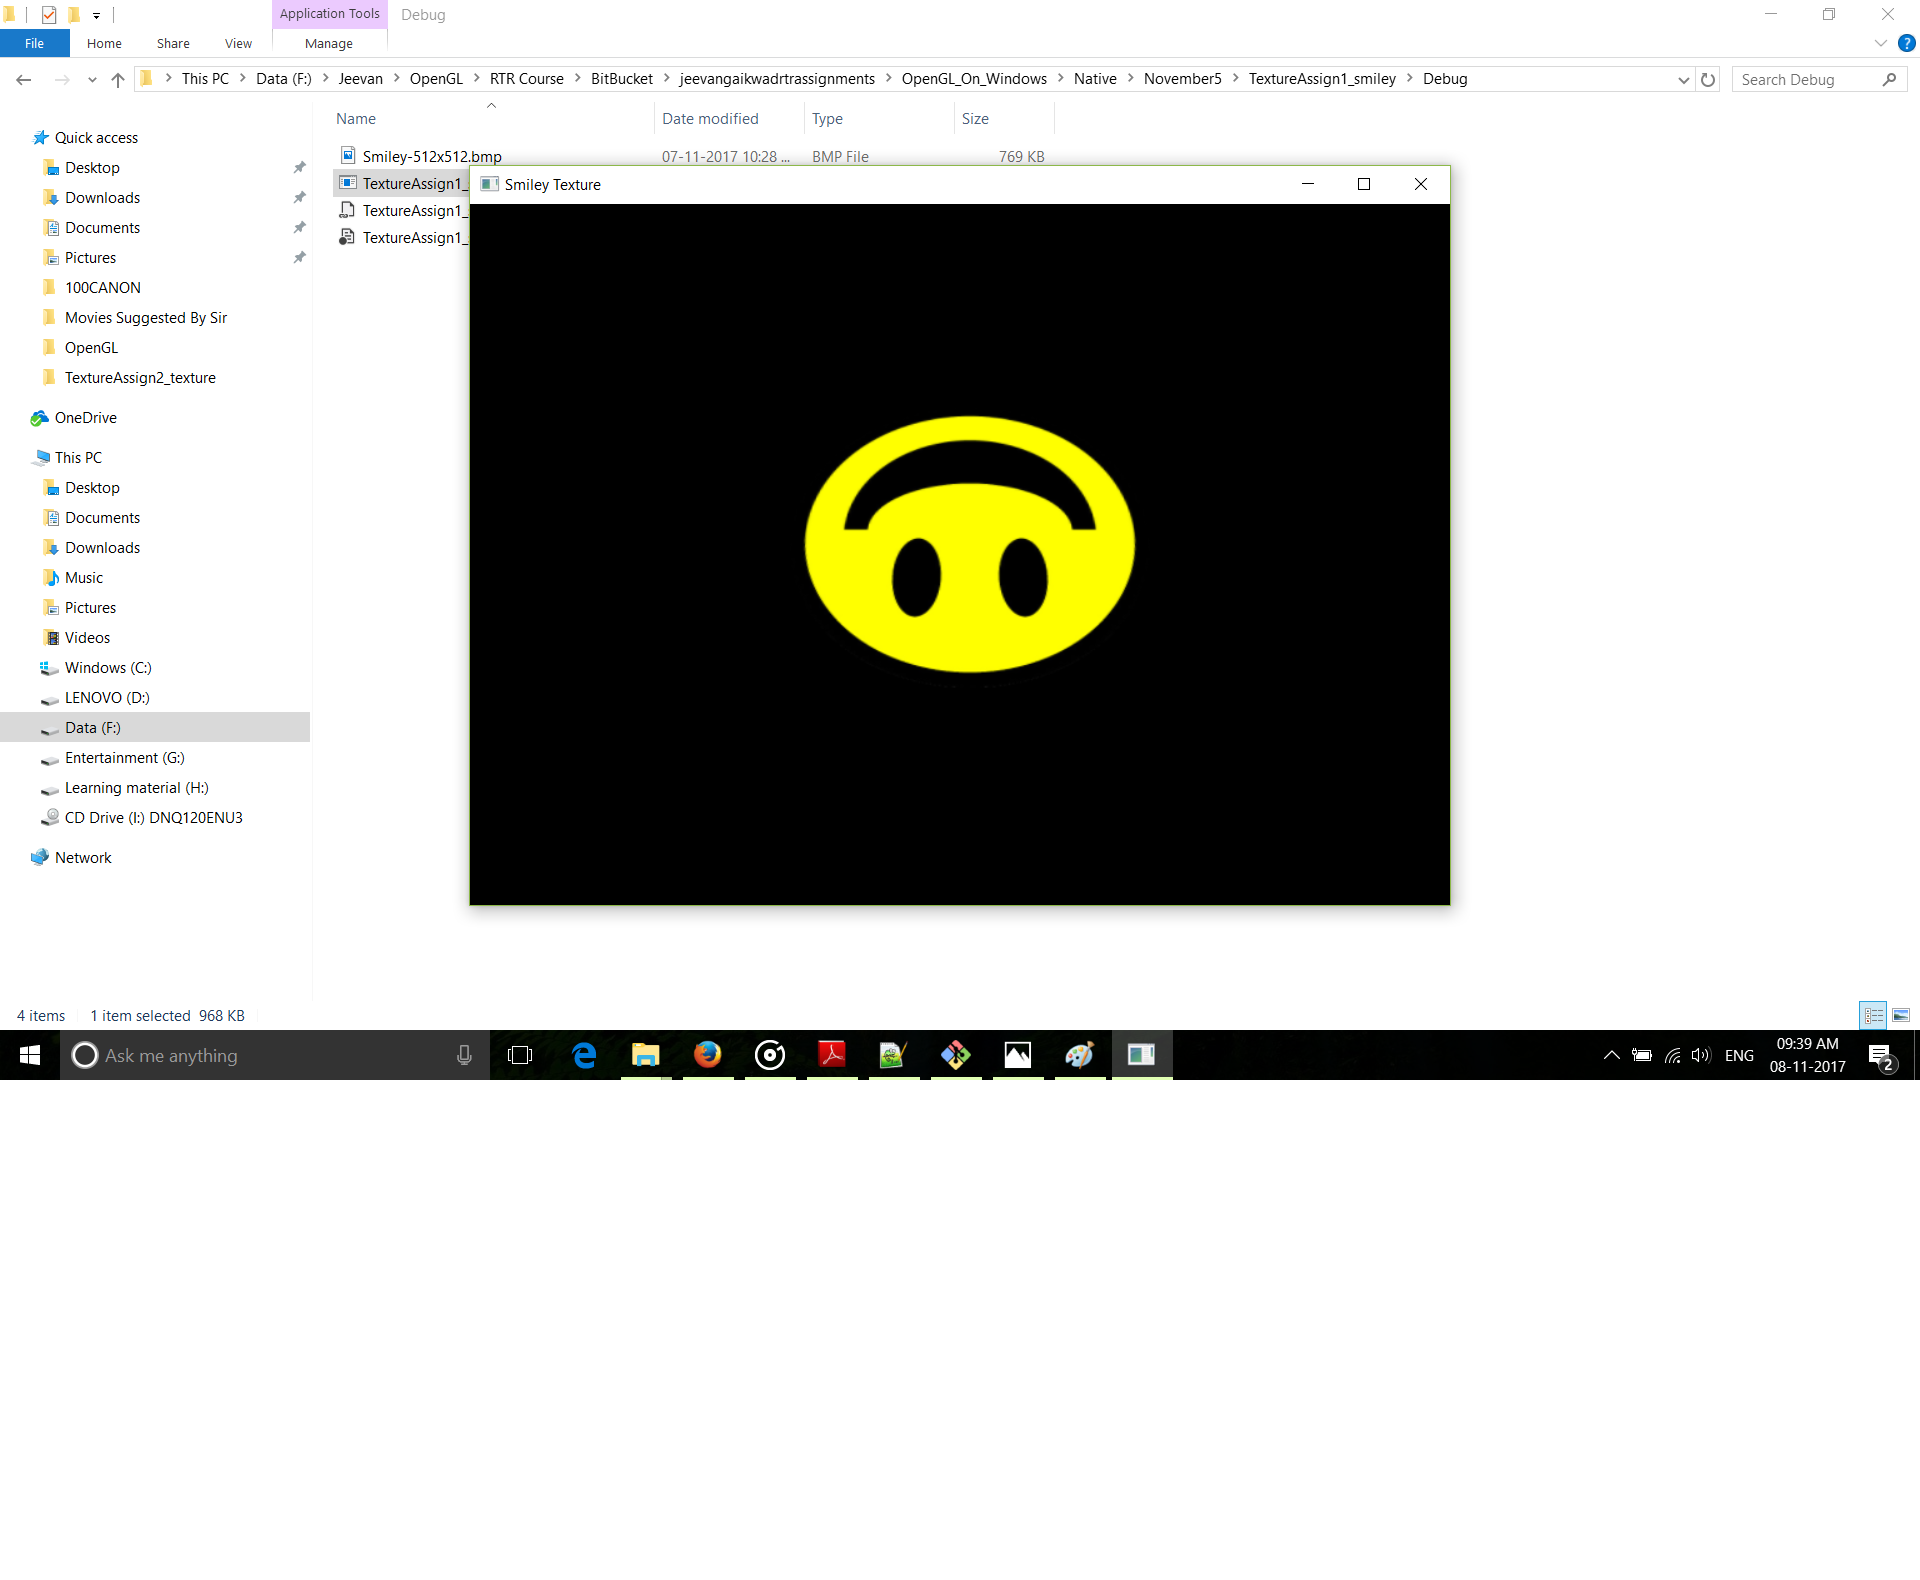 Application Tools
Debug
File
Home
Share
View
Manage
This PC
Data (F:)
Jeevan
OpenGL
RTR Course
BitBucket
jeevangaikwadrtrassignments
OpenGL_On_Windows
Native
November5
TextureAssign1_smiley
Debug
Search Debug
Name
Date modified
Type
Size
Smiley-512x512.bmp
07-11-2017 10:28 ...
BMP File
769 KB
TextureAssign1_
TextureAssign1_
TextureAssign1_
Smiley Texture
Quick access
Desktop
Downloads
Documents
Pictures
100CANON
Movies Suggested By Sir
OpenGL
TextureAssign2_texture
OneDrive
This PC
Desktop
Documents
Downloads
Music
Pictures
Videos
Windows (C:)
LENOVO (D:)
Data (F:)
Entertainment (G:)
Learning material (H:)
CD Drive (I:) DNQ120ENU3
Network
4 items
1 item selected 968 KB
Ask me anything
ENG
09:39 AM
08-11-2017
2